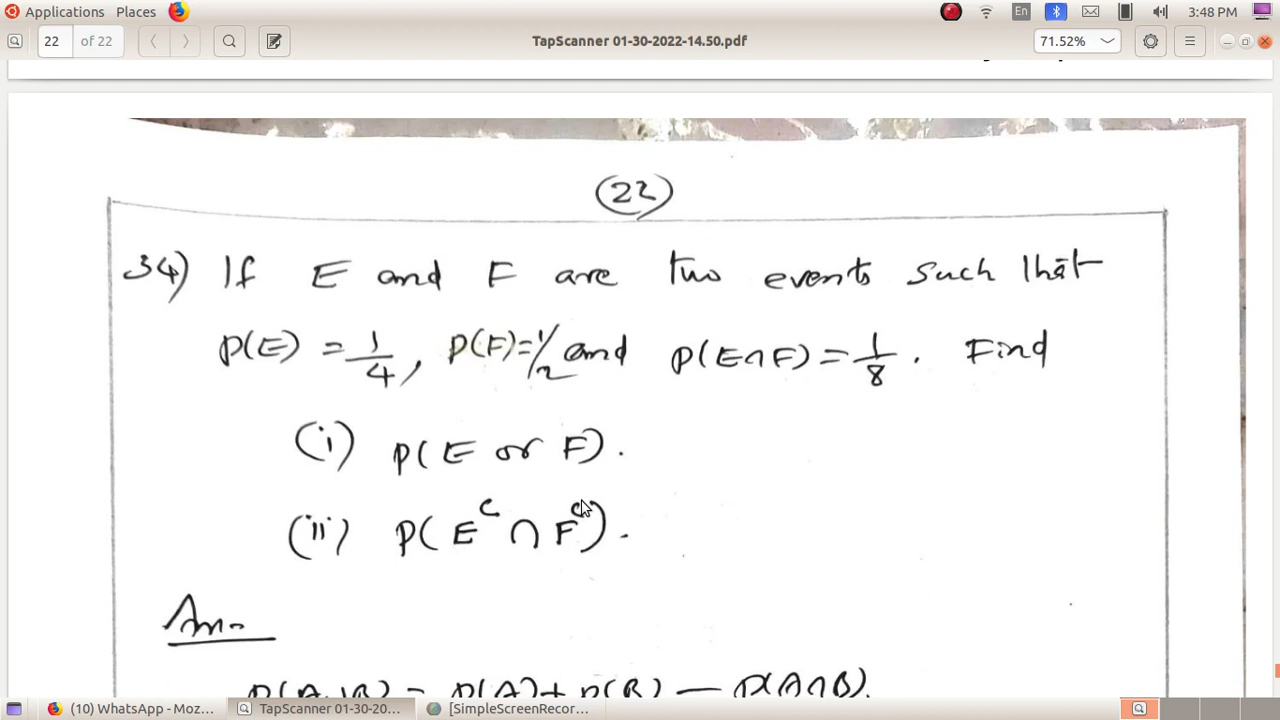 Applications Places En 3:48 PM
22 of 22 TapScanner 01-30-2022-14.50.pdf 71.52%
(22)
34) If E and F are two events such that
P(E) = 1/4, P(F)=1/2 and P(E∩F) = 1/8. Find
(i) P(E or F).
(ii) P(E^c ∩ F^c).
Ans
P(A∪B) = P(A)+P(B) — P(A∩B).
(10) WhatsApp - Moz... TapScanner 01-30-20... [SimpleScreenRecor...